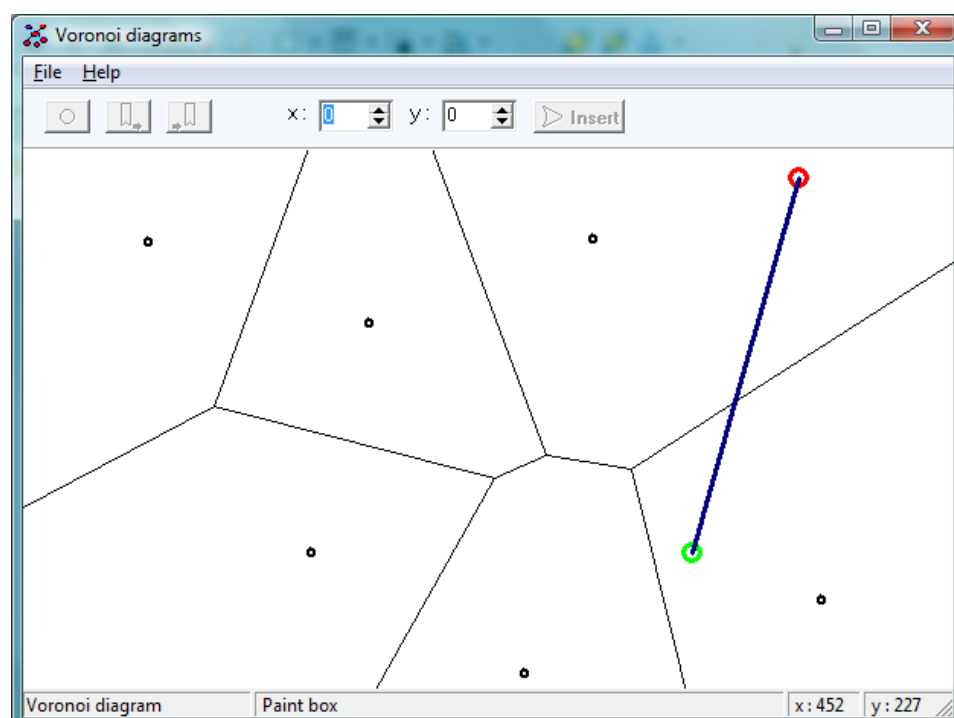 Voronoi diagrams
File Help
x: 0 y: 0 Insert
Voronoi diagram Paint box x:452 y:227